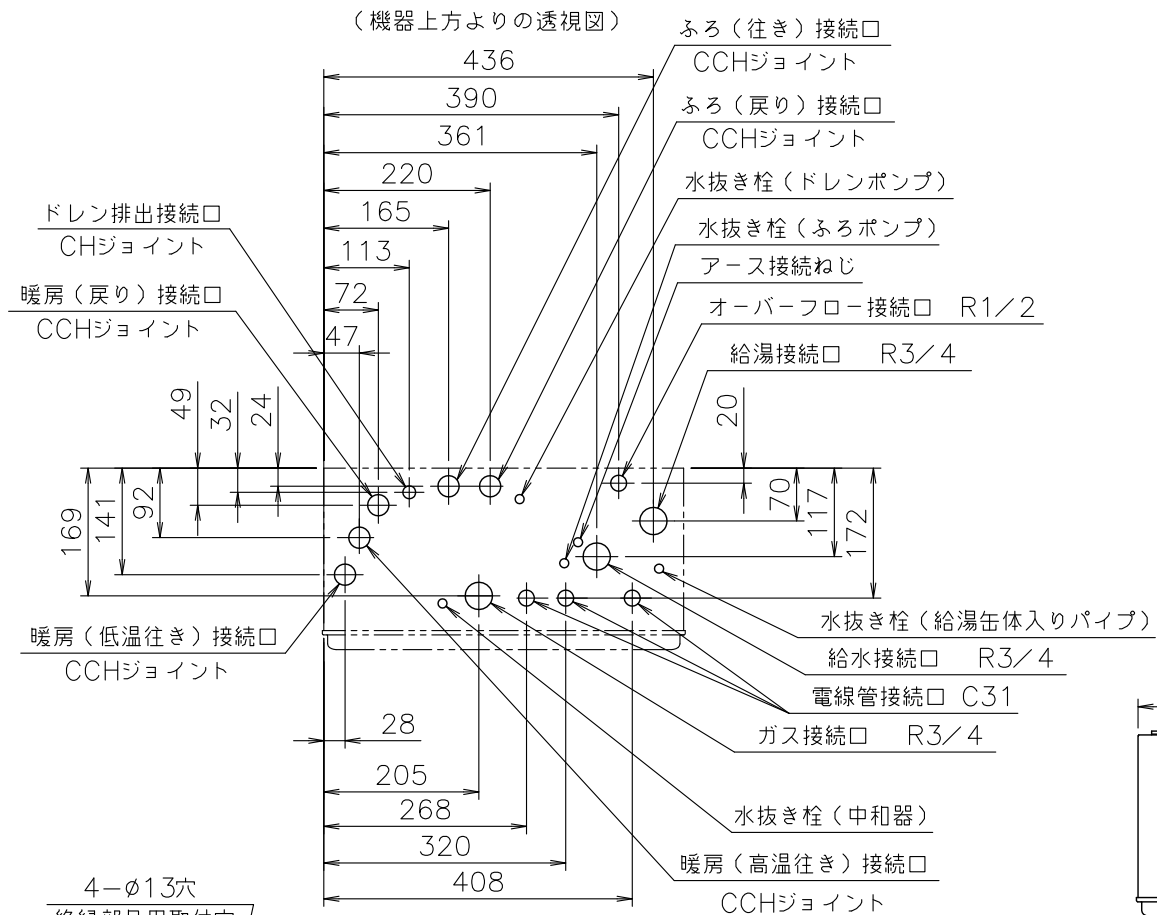 （機器上方よりの透視図）
ふろ（往き）接続口
CCHジョイント
436
390
ふろ（戻り）接続口
CCHジョイント
361
220
水抜き栓（ドレンポンプ）
ドレン排出接続口
CHジョイント
165
水抜き栓（ふろポンプ）
113
アース接続ねじ
暖房（戻り）接続口
CCHジョイント
72
オーバーフロー接続口 R1/2
47
給湯接続口 R3/4
49
32
24
20
169
141
92
70
117
172
暖房（低温往き）接続口
CCHジョイント
水抜き栓（給湯缶体入りパイプ）
給水接続口 R3/4
電線管接続口 C31
28
ガス接続口 R3/4
205
268
水抜き栓（中和器）
320
暖房（高温往き）接続口
CCHジョイント
408
4-φ13穴